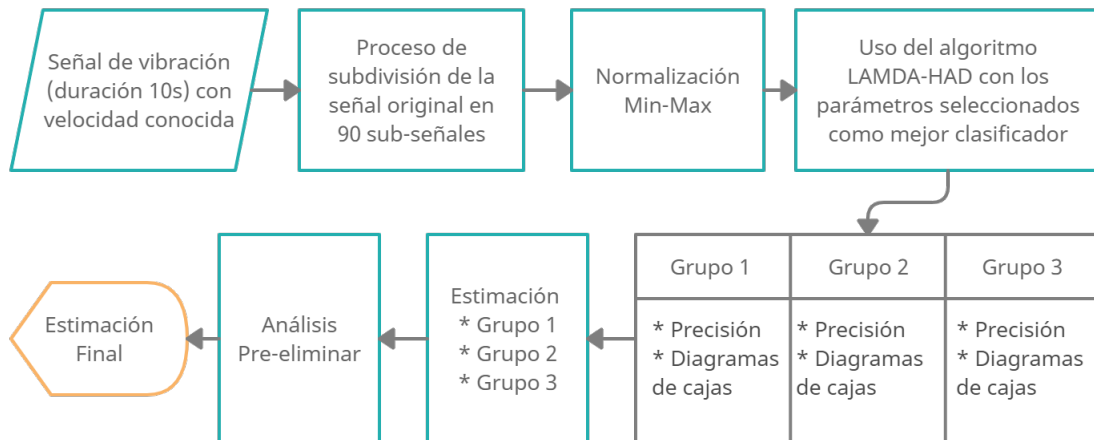 Señal de vibración
(duración 10s) con
velocidad conocida
Proceso de
subdivisión de la
señal original en
90 sub-señales
Normalización
Min-Max
Uso del algoritmo
LAMDA-HAD con los
parámetros seleccionados
como mejor clasificador
Grupo 1
Grupo 2
Grupo 3
* Precisión
* Diagramas
de cajas
* Precisión
* Diagramas
de cajas
* Precisión
* Diagramas
de cajas
Estimación
* Grupo 1
* Grupo 2
* Grupo 3
Análisis
Pre-eliminar
Estimación
Final